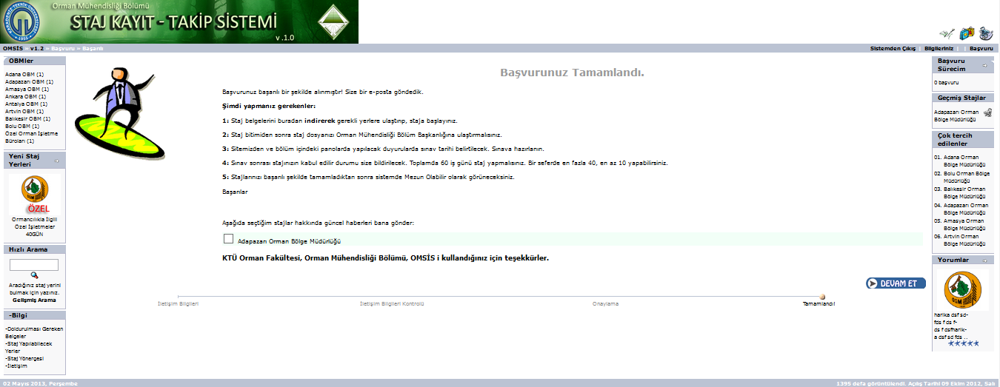 Orman Mühendisliği Bölümü
STAJ KAYIT - TAKİP SİSTEMİ
v .1.0
OMSİS » v1.2 » Başvuru » Başarılı
Sistemden Çıkış | Bilgileriniz | | Başvuru
OBMler
Adana OBM (1)
Adapazarı OBM (1)
Amasya OBM (1)
Ankara OBM (1)
Antalya OBM (1)
Artvin OBM (1)
Balıkesir OBM (1)
Bolu OBM (1)
Özel Orman İşletme
Büroları (1)
Yeni Staj
Yerleri
ÖZEL
Ormancılıkla İlgili
Özel İşletmeler
40GÜN
Hızlı Arama
Aradığınız staj yerini
bulmak için yazınız.
Gelişmiş Arama
-Bilgi
-Doldurulması Gereken
Belgeler
-Staj Yapılabilecek
Yerler
-Staj Yönergesi
-İletişim
Başvurunuz Tamamlandı.
Başvurunuz başarılı bir şekilde alınmıştır! Size bir e-posta göndedik.
Şimdi yapmanız gerekenler:
1: Staj belgelerini buradan indirerek gerekli yerlere ulaştırıp, staja başlayınız.
2: Staj bitimiden sonra staj dosyanızı Orman Mühendisliği Bölüm Başkanlığına ulaştırmalısınız.
3: Sitemizden ve bölüm içindeki panolarda yapılacak duyurularda sınav tarihi belirtilecek. Sınava hazırlanın.
4: Sınav sonrası stajınızın kabul edilir durumu size bildirilecek. Toplamda 60 iş günü staj yapmalısınız. Bir seferde en fazla 40, en az 10 yapabilirsiniz.
5: Stajlarınızı başarılı şekilde tamamladıktan sonra sistemde Mezun Olabilir olarak görüneceksiniz.
Başarılar
Aşağıda seçtiğim stajlar hakkında güncel haberleri bana gönder:
Adapazarı Orman Bölge Müdürlüğü
KTÜ Orman Fakültesi, Orman Mühendisliği Bölümü, OMSİS i kullandığınız için teşekkürler.
DEVAM ET
İletişim Bilgileri
İletişim Bilgileri Kontrolü
Onaylama
Tamamlandı!
Başvuru
Sürecim
0 başvuru
Geçmiş Stajlar
Adapazarı Orman
Bölge Müdürlüğü
Çok tercih
edilenler
01. Adana Orman
Bölge Müdürlüğü
02. Bolu Orman Bölge
Müdürlüğü
03. Balıkesir Orman
Bölge Müdürlüğü
04. Adapazarı Orman
Bölge Müdürlüğü
05. Amasya Orman
Bölge Müdürlüğü
06. Artvin Orman
Bölge Müdürlüğü
Yorumlar
OGM
harika dsf sd-
fds f ds f-
ds f dsfharik-
a dsf sd fds ..
02 Mayıs 2013, Perşembe
1395 defa görüntülendi. Açılış Tarihi 09 Ekim 2012, Salı